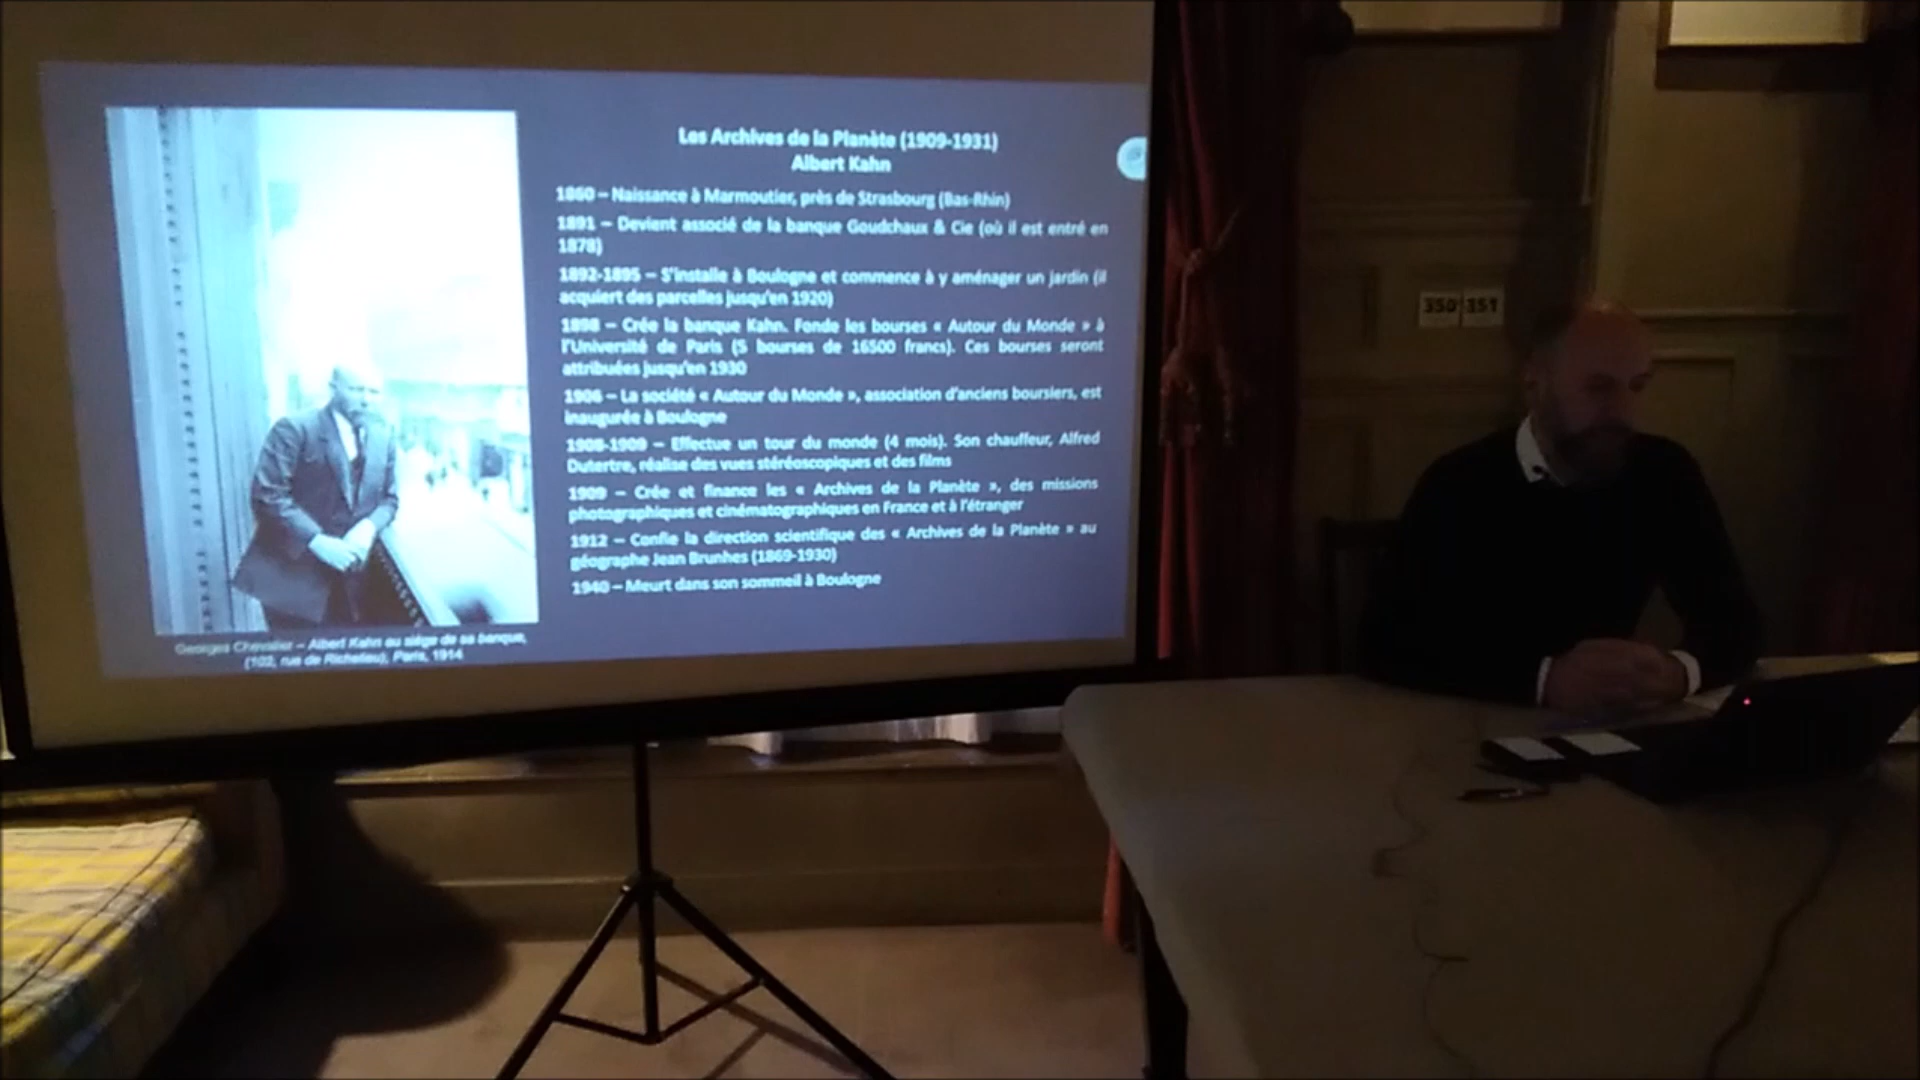 Les Archives de la Planète (1909-1931)
Albert Kahn
1860 – Naissance à Marmoutier, près de Strasbourg (Bas-Rhin)
1891 – Devient associé de la banque Goudchaux & Cie (où il est entré en
1878)
1892-1895 – S'installe à Boulogne et commence à y aménager un jardin (il
acquiert des parcelles jusqu'en 1920)
1898 – Crée la banque Kahn. Fonde les bourses « Autour du Monde » à
l'Université de Paris (5 bourses de 16500 francs). Ces bourses seront
attribuées jusqu'en 1930
1906 – La société « Autour du Monde », association d'anciens boursiers, est
inaugurée à Boulogne
1908-1909 – Effectue un tour du monde (4 mois). Son chauffeur, Alfred
Dutertre, réalise des vues stéréoscopiques et des films
1909 – Crée et finance les « Archives de la Planète », des missions
photographiques et cinématographiques en France et à l'étranger
1912 – Confie la direction scientifique des « Archives de la Planète » au
géographe Jean Brunhes (1869-1930)
1940 – Meurt dans son sommeil à Boulogne
Georges Chevalier – Albert Kahn au siège de sa banque,
(102, rue de Richelieu), Paris, 1914
350 351